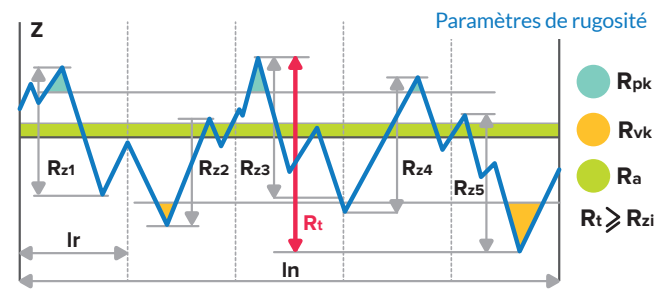 Paramètres de rugosité
Z
Rpk
Rvk
Rz1
Rz2
Rz3
Rz4
Rz5
Ra
Rt
Rt ⩾ Rzi
lr
ln